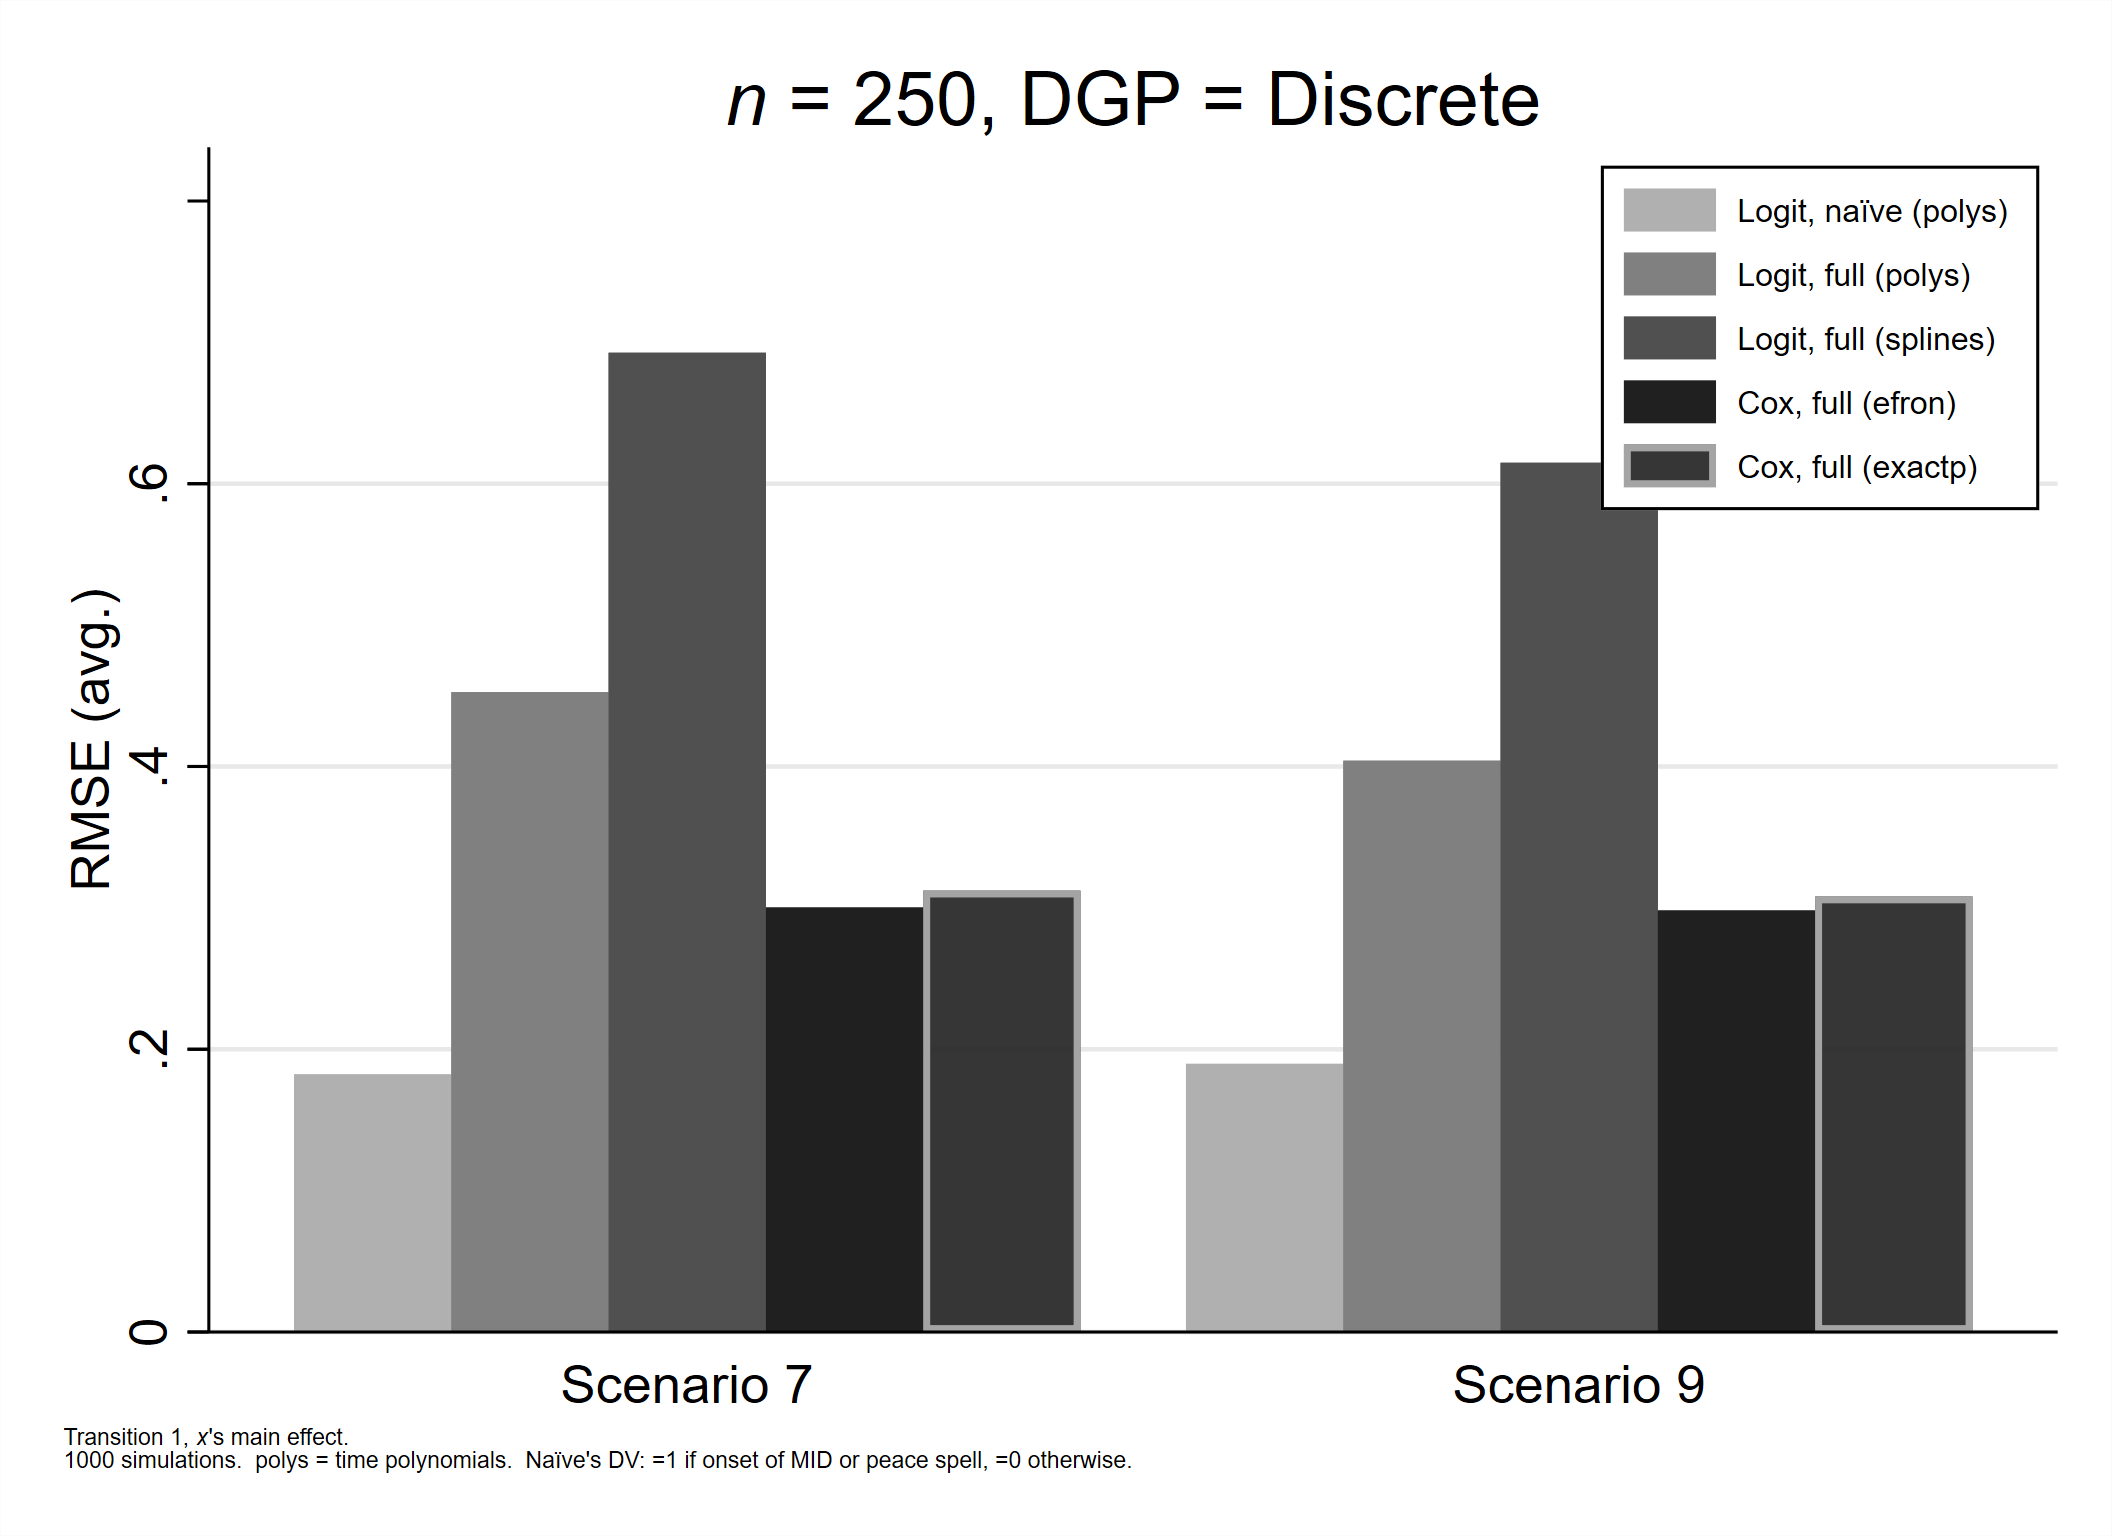 n = 250, DGP = Discrete
Logit, naïve (polys)
Logit, full (polys)
Logit, full (splines)
Cox, full (efron)
Cox, full (exactp)
RMSE (avg.)
.6
.4
.2
0
Scenario 7
Scenario 9
Transition 1, x's main effect.
1000 simulations.  polys = time polynomials.  Naïve's DV: =1 if onset of MID or peace spell, =0 otherwise.